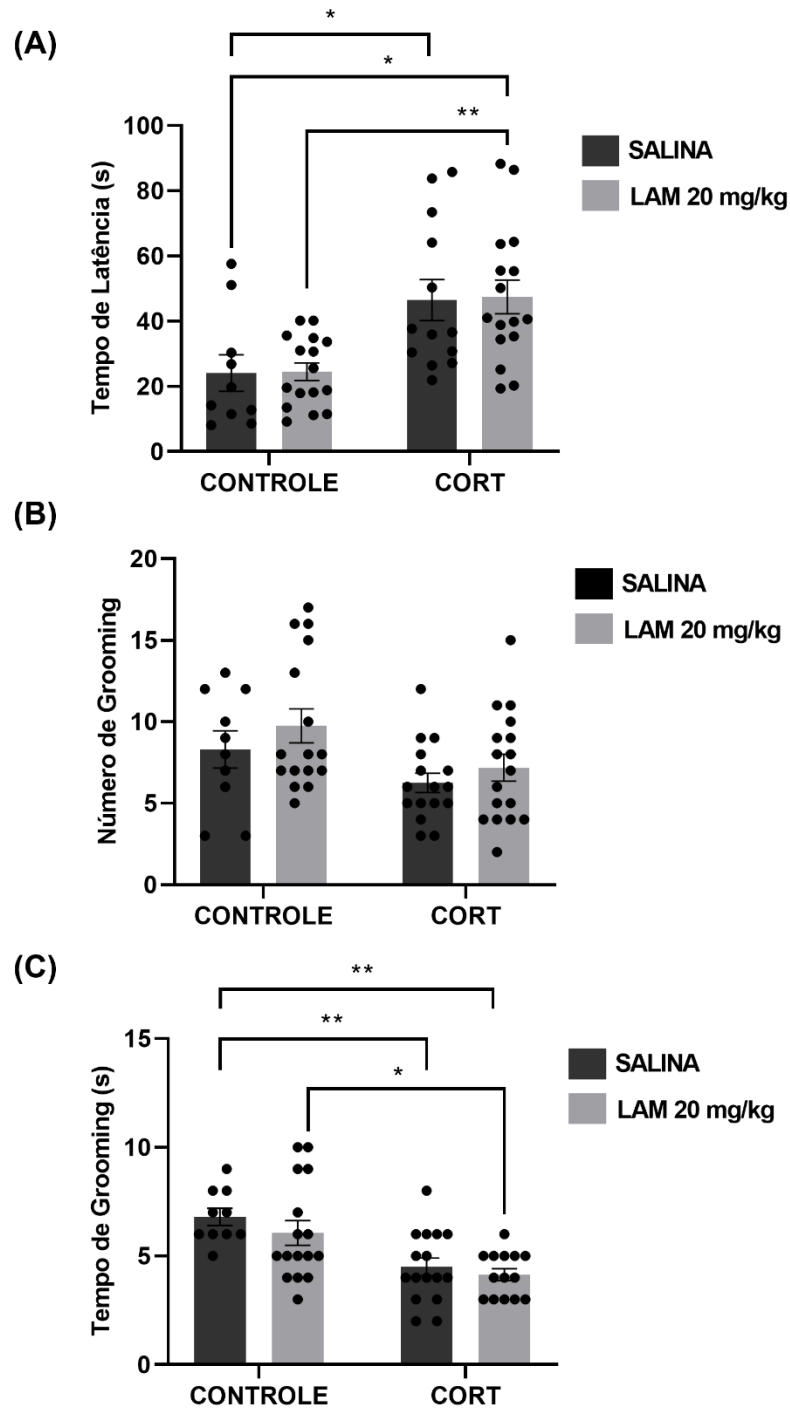 (A)
*
*
**
Tempo de Latência (s)
100
80
60
40
20
0
CONTROLE
CORT
SALINA
LAM 20 mg/kg
(B)
Número de Grooming
20
15
10
5
0
CONTROLE
CORT
SALINA
LAM 20 mg/kg
(C)
**
**
*
Tempo de Grooming (s)
15
10
5
0
CONTROLE
CORT
SALINA
LAM 20 mg/kg